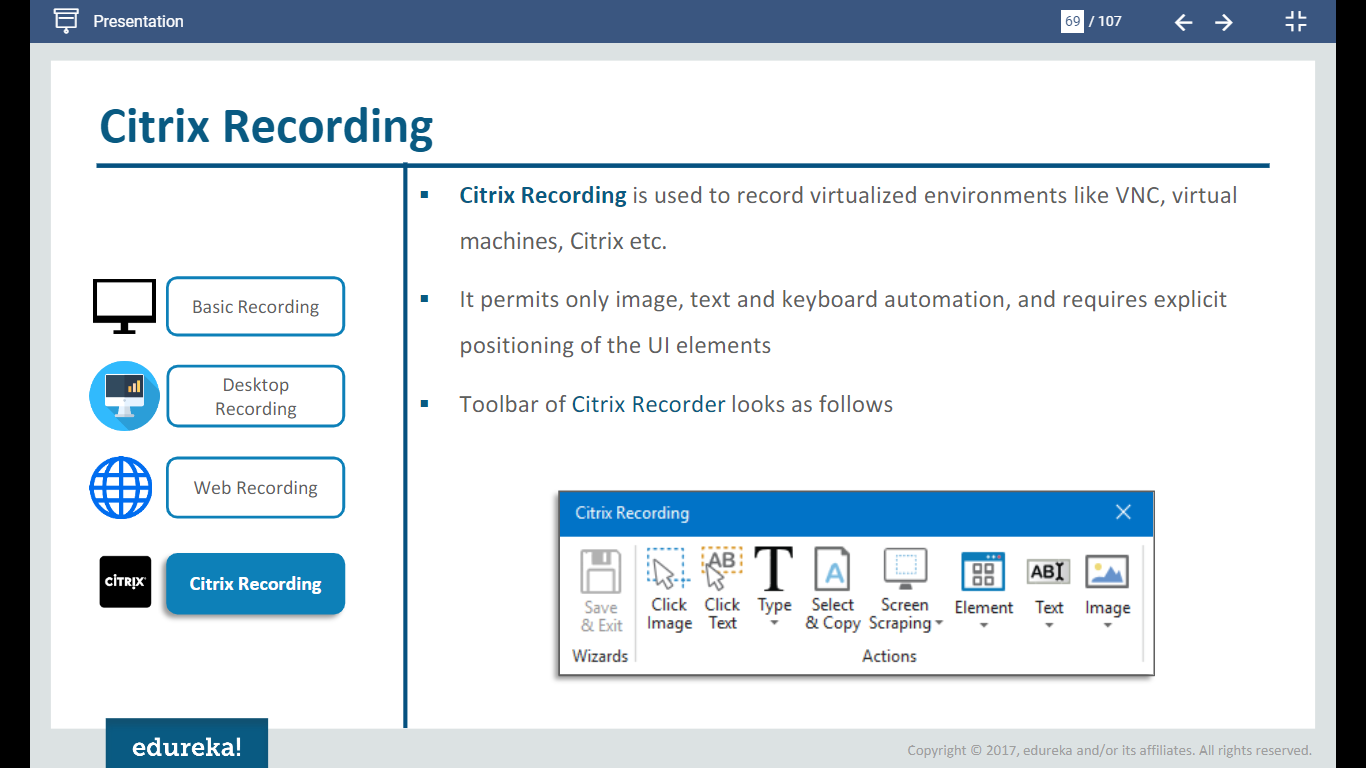 Presentation
69 / 107
Citrix Recording
Basic Recording
Desktop
Recording
Web Recording
CİTRIX
Citrix Recording
▪ Citrix Recording is used to record virtualized environments like VNC, virtual
machines, Citrix etc.
▪ It permits only image, text and keyboard automation, and requires explicit
positioning of the UI elements
▪ Toolbar of Citrix Recorder looks as follows
Citrix Recording
Save
& Exit
Wizards
Click
Image
AB
Click
Text
T
Type
A
Select
& Copy
Screen
Scraping
Element
ABI
Text
Image
Actions
edureka!
Copyright © 2017, edureka and/or its affiliates. All rights reserved.